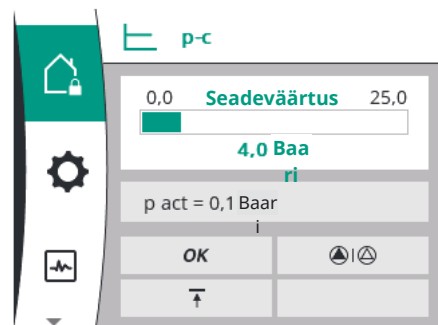 p-c
0,0 Seadeväärtus 25,0
4,0 Baa
ri
p act = 0,1 Baar
i
OK